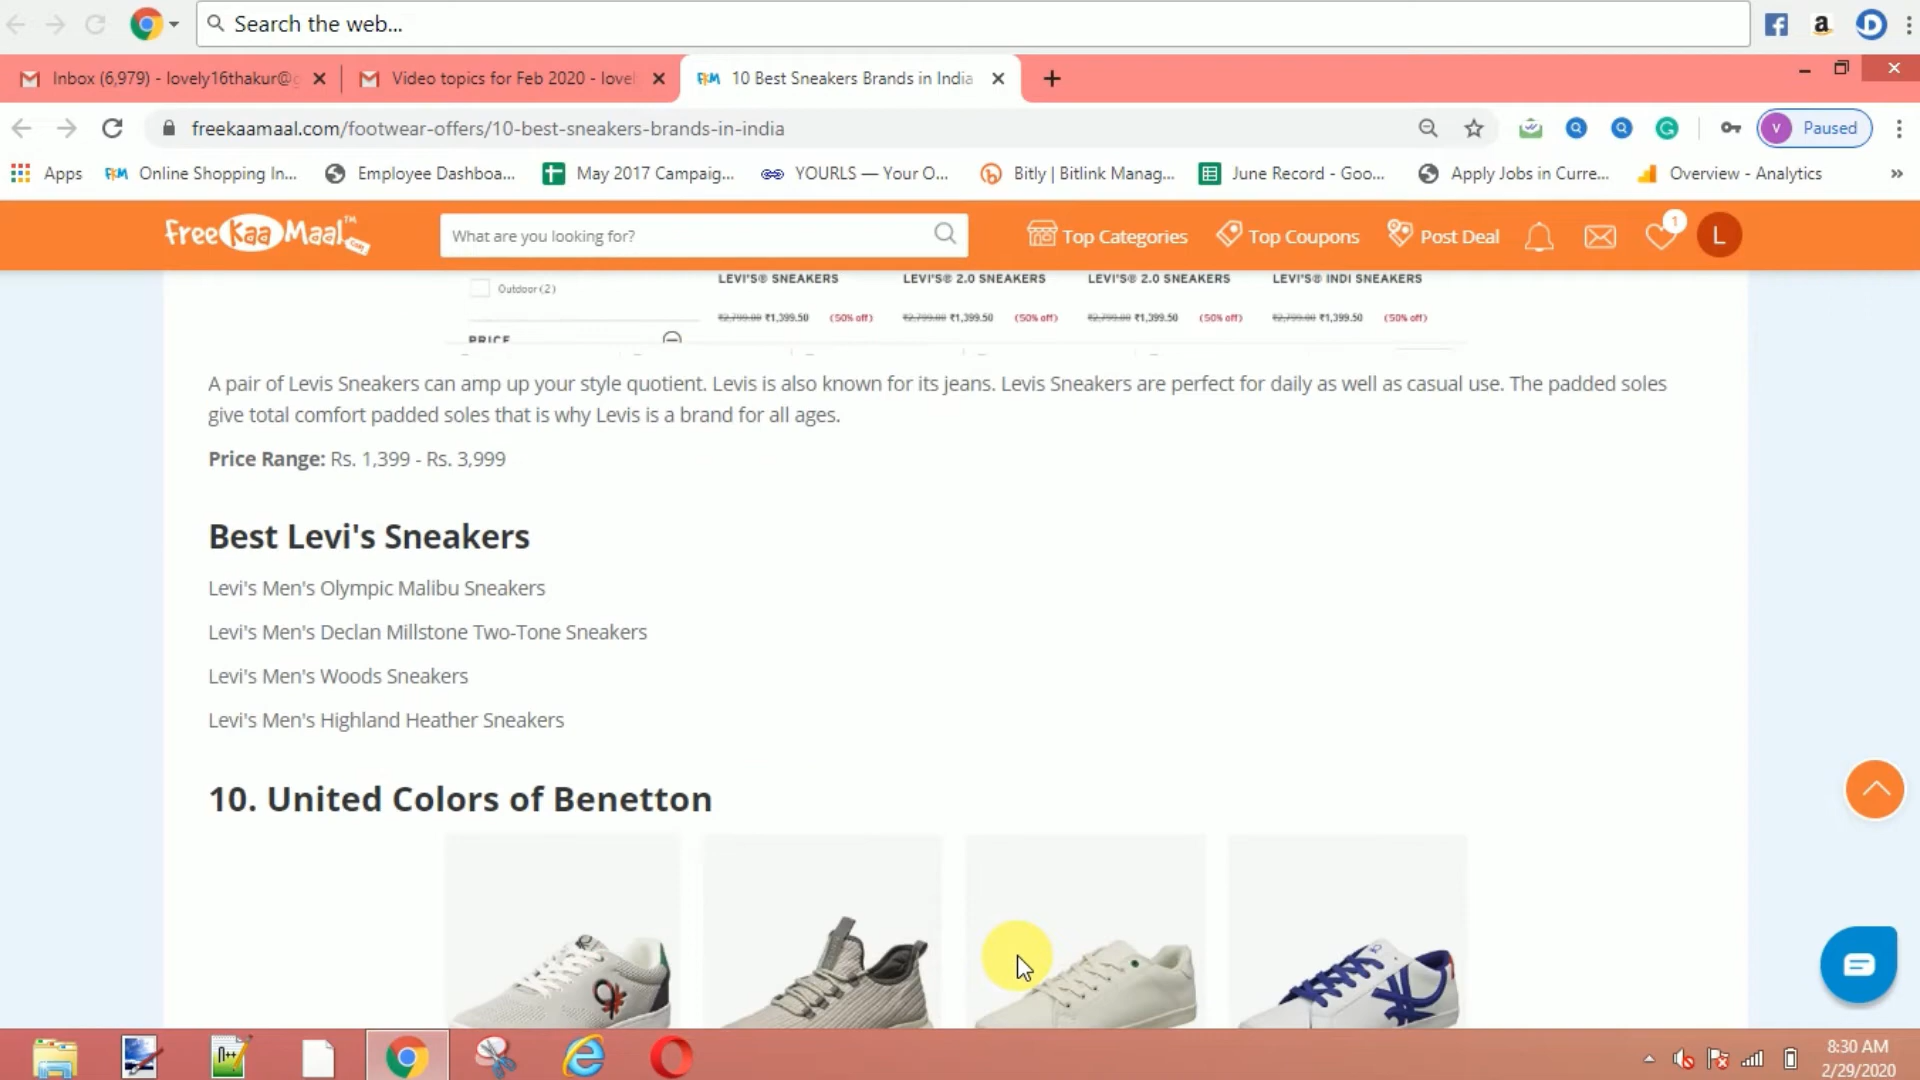 Search the web...
Inbox (6,979) - lovely16thakur@
Video topics for Feb 2020 - lovel
FKM 10 Best Sneakers Brands in India
freekaamaal.com/footwear-offers/10-best-sneakers-brands-in-india
V Paused
Apps
FKM Online Shopping In...
Employee Dashboa...
May 2017 Campaig...
YOURLS — Your O...
Bitly | Bitlink Manag...
June Record - Goo...
Apply Jobs in Curre...
Overview - Analytics
»
Free Kaa Maal .com ™
What are you looking for?
Top Categories
Top Coupons
Post Deal
1
L
Outdoor (2)
PRICE
LEVI'S® SNEAKERS
LEVI'S® 2.0 SNEAKERS
LEVI'S® 2.0 SNEAKERS
LEVI'S® INDI SNEAKERS
₹2,799.00 ₹1,399.50 (50% off)
₹2,799.00 ₹1,399.50 (50% off)
₹2,799.00 ₹1,399.50 (50% off)
₹2,799.00 ₹1,399.50 (50% off)
A pair of Levis Sneakers can amp up your style quotient. Levis is also known for its jeans. Levis Sneakers are perfect for daily as well as casual use. The padded soles
give total comfort padded soles that is why Levis is a brand for all ages.
Price Range: Rs. 1,399 - Rs. 3,999
Best Levi's Sneakers
Levi's Men's Olympic Malibu Sneakers
Levi's Men's Declan Millstone Two-Tone Sneakers
Levi's Men's Woods Sneakers
Levi's Men's Highland Heather Sneakers
10. United Colors of Benetton
8:30 AM
2/29/2020